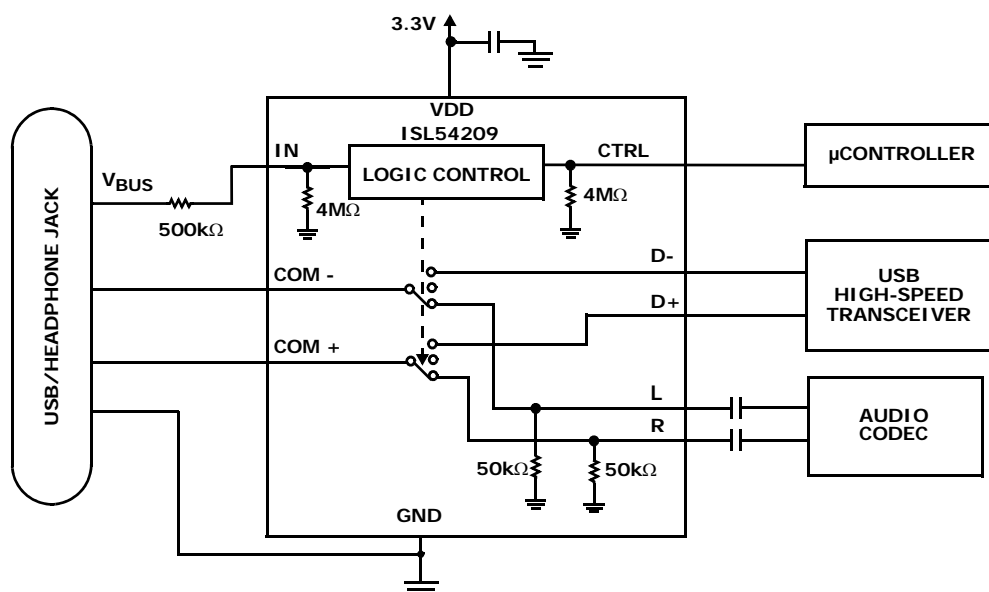 3.3V
VDD
ISL54209
IN
LOGIC CONTROL
CTRL
µCONTROLLER
VBUS
500kΩ
4MΩ
4MΩ
USB/HEADPHONE JACK
COM -
COM +
D-
D+
USB
HIGH-SPEED
TRANSCEIVER
L
R
AUDIO
CODEC
50kΩ
50kΩ
GND